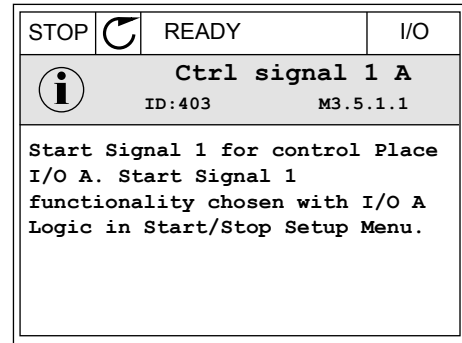 STOP READY I/O
Ctrl signal 1 A
ID:403 M3.5.1.1
Start Signal 1 for control Place
I/O A. Start Signal 1
functionality chosen with I/O A
Logic in Start/Stop Setup Menu.